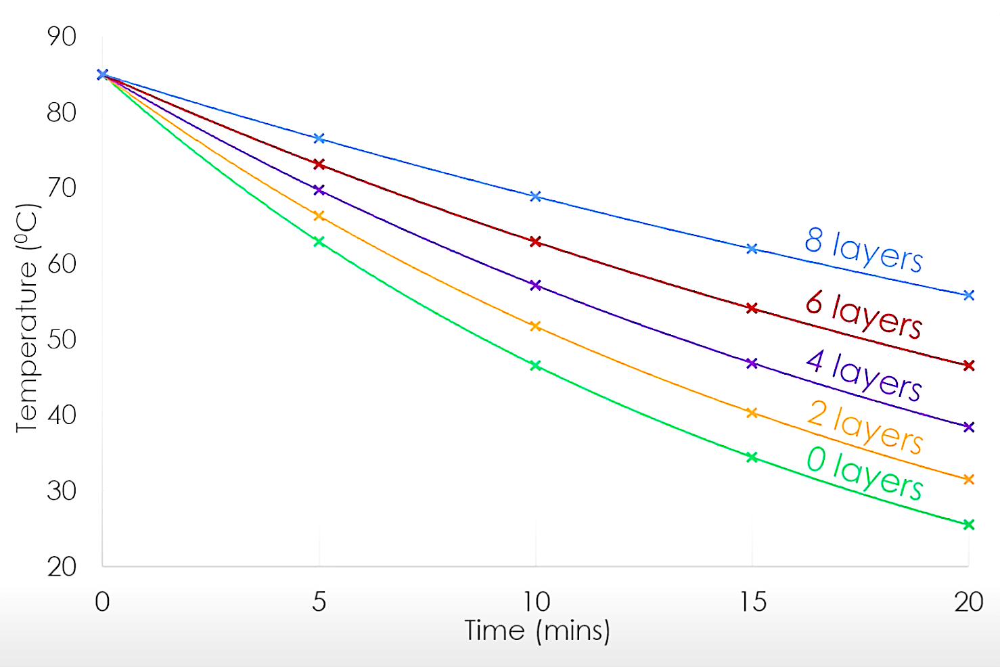 90
80
70
60
50
40
30
20
Temperature (⁰C)
8 layers
6 layers
4 layers
2 layers
0 layers
0 5 10 15 20
Time (mins)